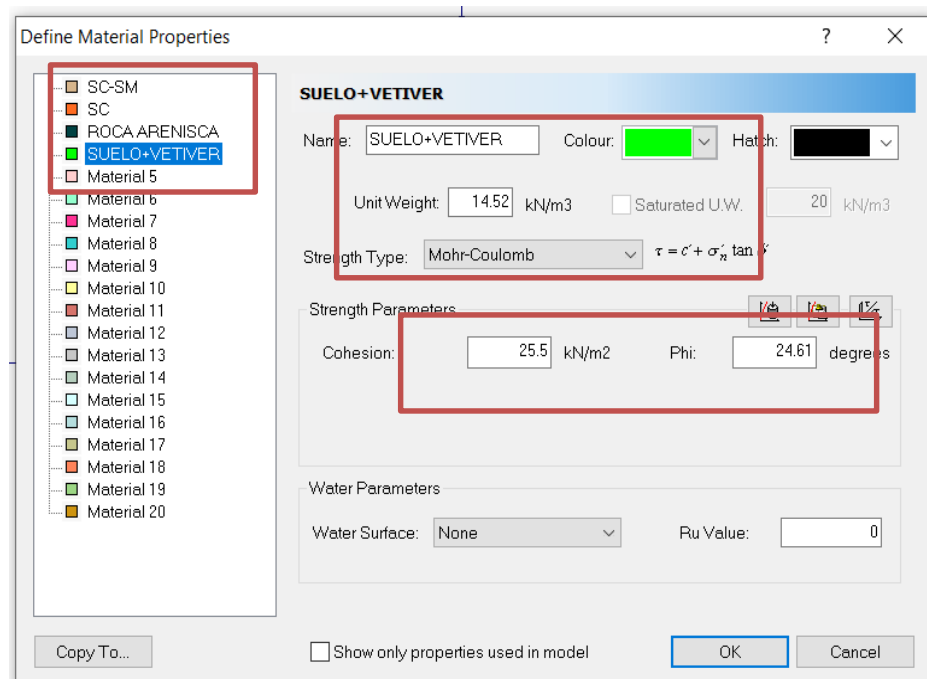 Define Material Properties
?
SC-SM
SC
ROCA ARENISCA
SUELO+VETIVER
Material 5
Material 6
Material 7
Material 8
Material 9
Material 10
Material 11
Material 12
Material 13
Material 14
Material 15
Material 16
Material 17
Material 18
Material 19
Material 20
SUELO+VETIVER
Name: SUELO+VETIVER Colour: Hatch:
Unit Weight: 14.52 kN/m3 Saturated U.W. 20 kN/m3
Strength Type: Mohr-Coulomb τ = c′ + σ′n tan ϕ′
Strength Parameters
Cohesion: 25.5 kN/m2 Phi: 24.61 degrees
Water Parameters
Water Surface: None Ru Value: 0
Copy To... Show only properties used in model OK Cancel